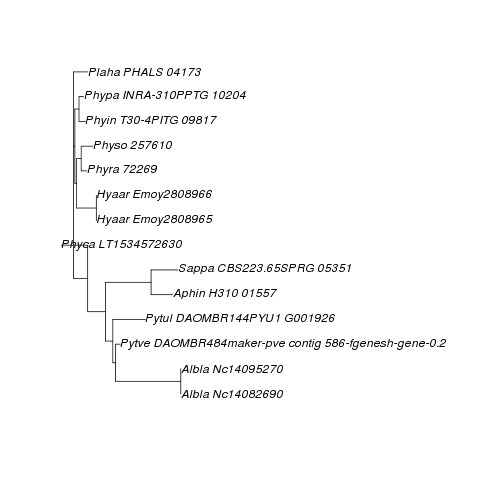 Plaha PHALS 04173
Phypa INRA-310PPTG 10204
Phyin T30-4PITG 09817
Physo 257610
Phyra 72269
Hyaar Emoy2808966
Hyaar Emoy2808965
Phyca LT1534572630
Sappa CBS223.65SPRG 05351
Aphin H310 01557
Pytul DAOMBR144PYU1 G001926
Pytve DAOMBR484maker-pve contig 586-fgenesh-gene-0.2
Albla Nc14095270
Albla Nc14082690